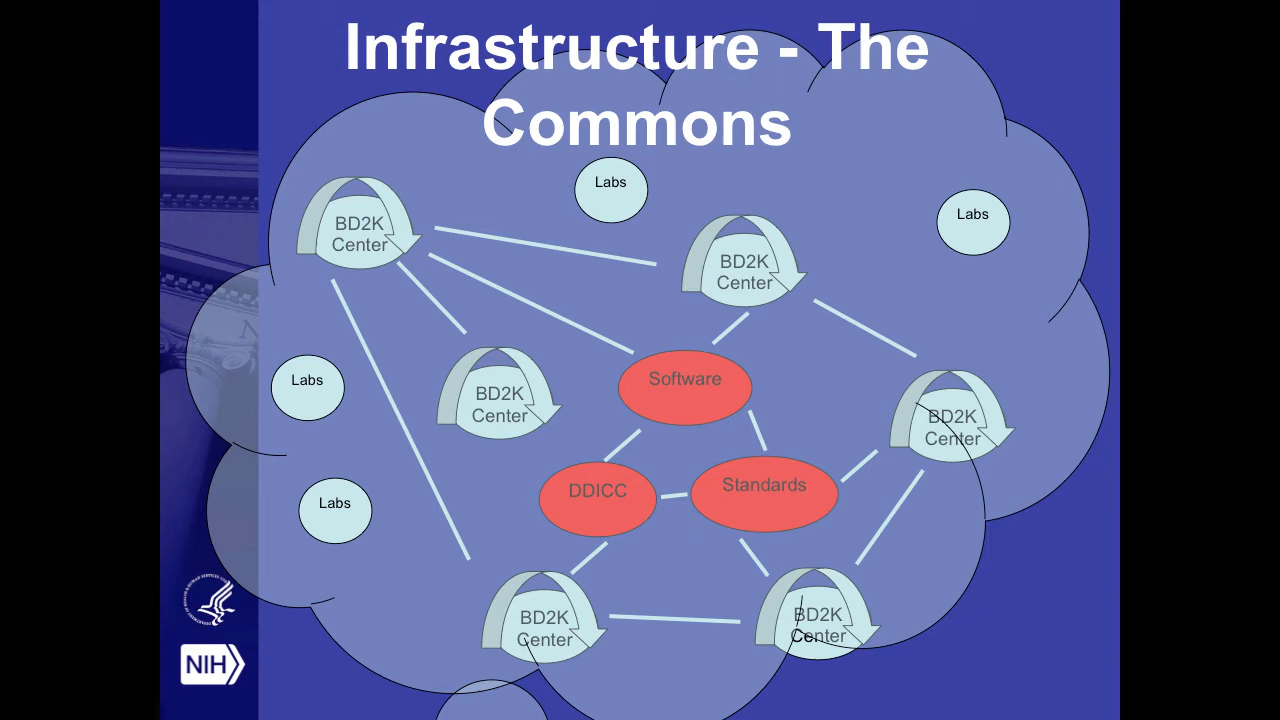 Infrastructure - The
Commons
Labs
Labs
BD2K
Center
BD2K
Center
Labs
BD2K
Center
Software
BD2K
Center
Labs
DDICC
Standards
BD2K
Center
BD2K
Center
NIH